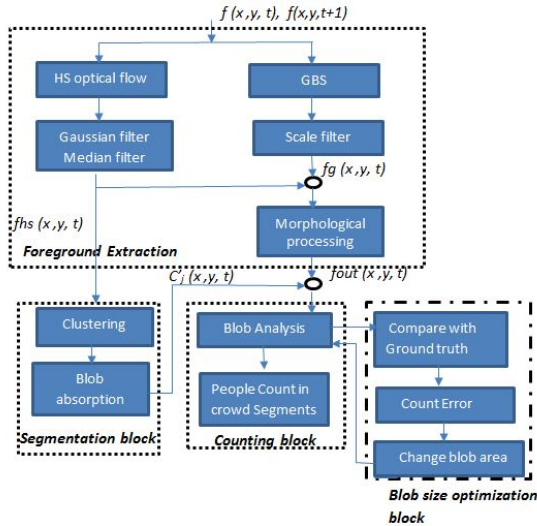 f (x ,y, t),  f(x,y,t+1)
HS optical flow
GBS
Gaussian filter
Median filter
Scale filter
fg (x, y, t)
fhs (x ,y, t)
Morphological
processing
Foreground Extraction
C'j (x, y, t)
fout (x, y, t)
Clustering
Blob
absorption
Segmentation block
Blob Analysis
People Count in
crowd Segments
Counting block
Compare with
Ground truth
Count Error
Change blob area
Blob size optimization
block